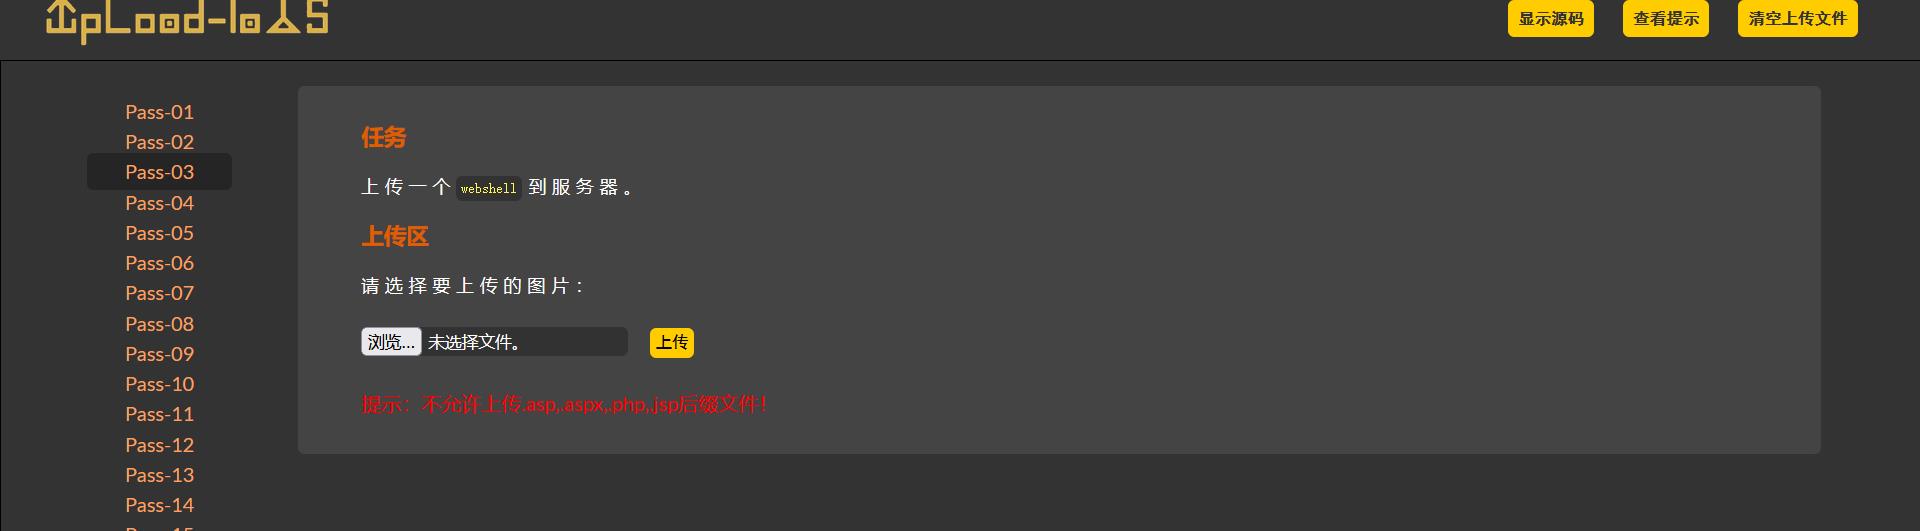 Upload-labs
显示源码 查看提示 清空上传文件
Pass-01
Pass-02
Pass-03
Pass-04
Pass-05
Pass-06
Pass-07
Pass-08
Pass-09
Pass-10
Pass-11
Pass-12
Pass-13
Pass-14
Pass-15
任务
上传一个 webshell 到服务器。
上传区
请选择要上传的图片：
浏览... 未选择文件。 上传
提示：不允许上传.asp,.aspx,.php,.jsp后缀文件！